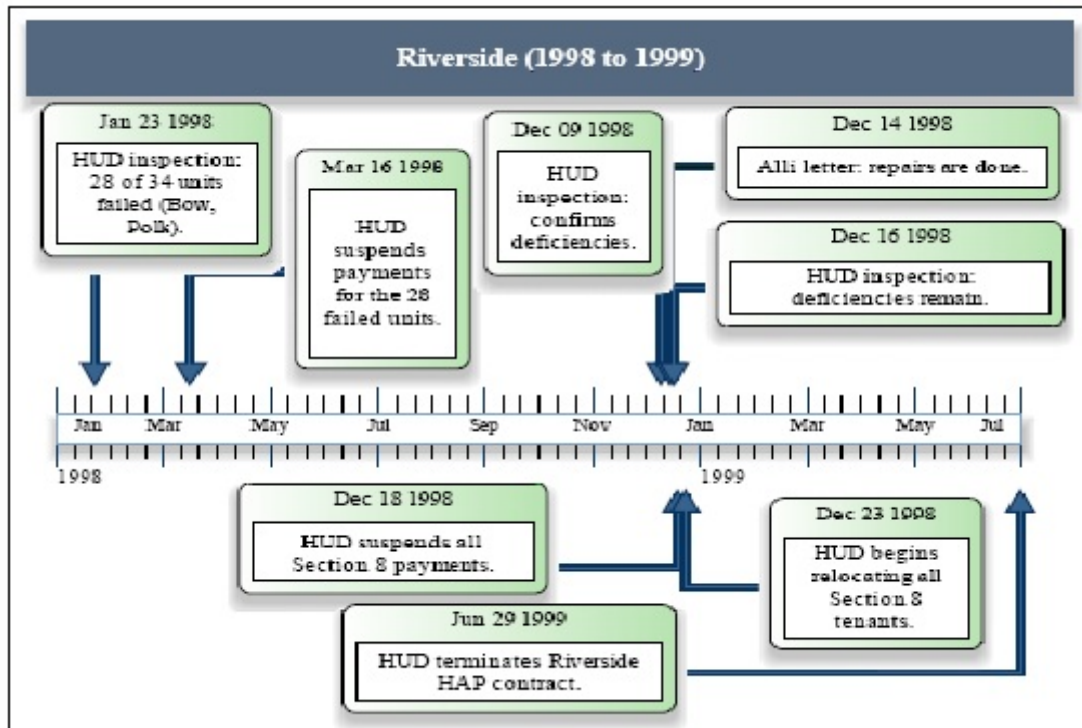 Riverside (1998 to 1999)
Jan 23 1998
HUD inspection:
28 of 34 units
failed (Bow,
Polk).
Mar 16 1998
HUD
suspends
payments
for the 28
failed units.
Dec 09 1998
HUD
inspection:
confirms
deficiencies.
Dec 14 1998
Alli letter: repairs are done.
Dec 16 1998
HUD inspection:
deficiencies remain.
Jan Mar May Jul Sep Nov Jan Mar May Jul
1998 1999
Dec 18 1998
HUD suspends all
Section 8 payments.
Dec 23 1998
HUD begins
relocating all
Section 8
tenants.
Jun 29 1999
HUD terminates Riverside
HAP contract.